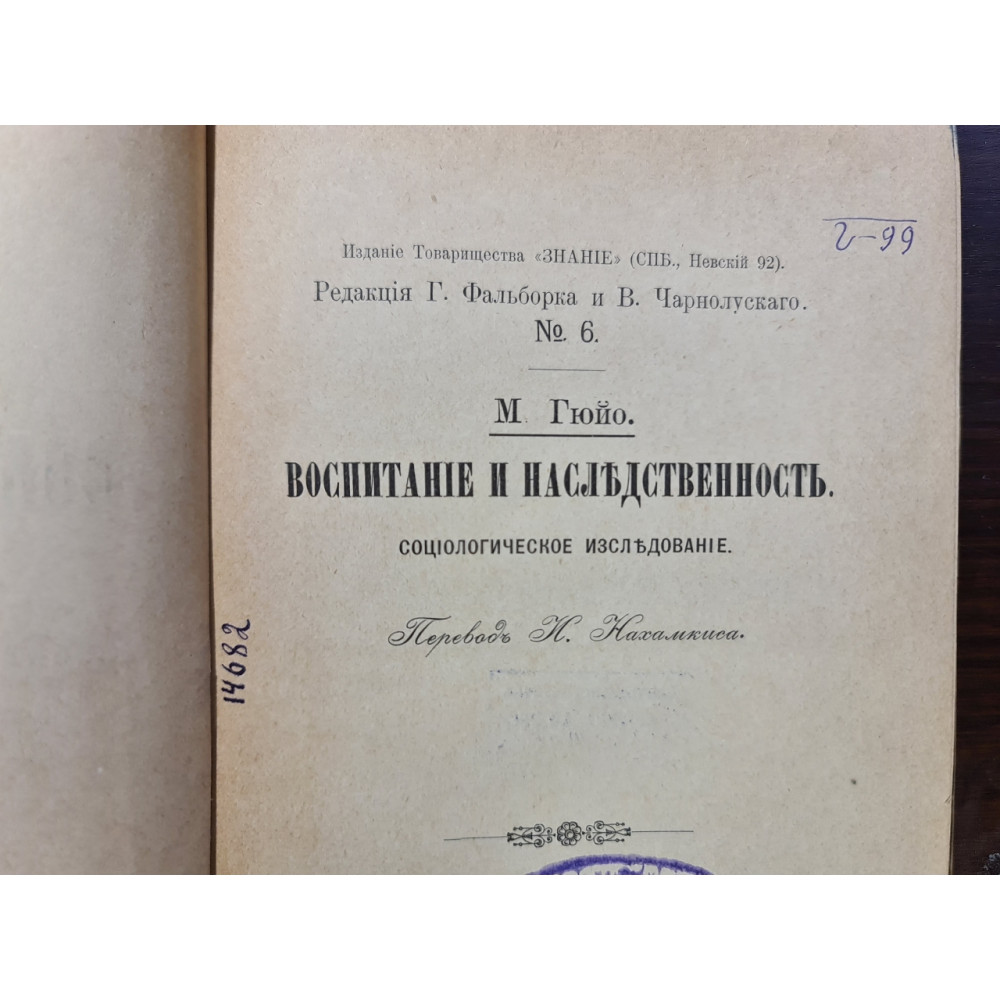 г-99
Изданіе Товарищества «ЗНАНІЕ» (СПБ., Невскій 92).
Редакція Г. Фальборка и В. Чарнолускаго.
№. 6.
М. Гюйо.
ВОСПИТАНІЕ И НАСЛѢДСТВЕННОСТЬ.
СОЦІОЛОГИЧЕСКОЕ ИЗСЛѢДОВАНІЕ.
Переводъ Н. Нахамкиса.
14682